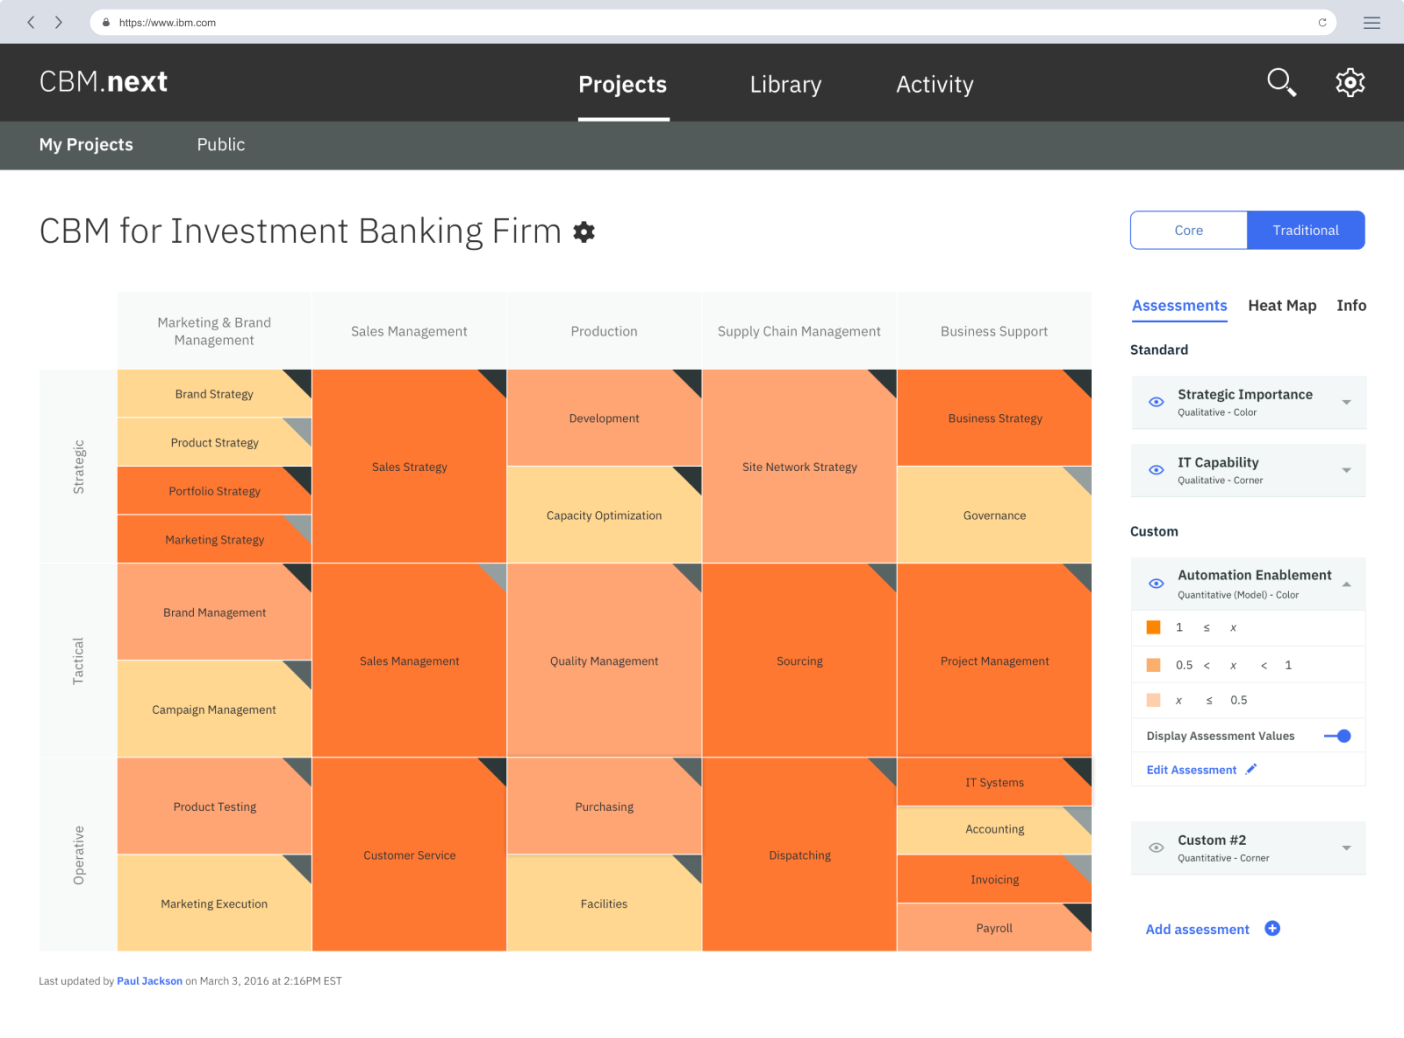 https://www.ibm.com
CBM.next
Projects
Library
Activity
My Projects
Public
CBM for Investment Banking Firm
Core
Traditional
Marketing & Brand
Management
Sales Management
Production
Supply Chain Management
Business Support
Strategic
Brand Strategy
Product Strategy
Portfolio Strategy
Marketing Strategy
Sales Strategy
Development
Capacity Optimization
Site Network Strategy
Business Strategy
Governance
Tactical
Brand Management
Campaign Management
Sales Management
Quality Management
Sourcing
Project Management
Operative
Product Testing
Marketing Execution
Customer Service
Purchasing
Facilities
Dispatching
IT Systems
Accounting
Invoicing
Payroll
Last updated by Paul Jackson on March 3, 2016 at 2:16PM EST
Assessments
Heat Map
Info
Standard
Strategic Importance
Qualitative - Color
IT Capability
Qualitative - Corner
Custom
Automation Enablement
Quantitative (Model) - Color
1 ≤ x
0.5 < x < 1
x ≤ 0.5
Display Assessment Values
Edit Assessment
Custom #2
Quantitative - Corner
Add assessment